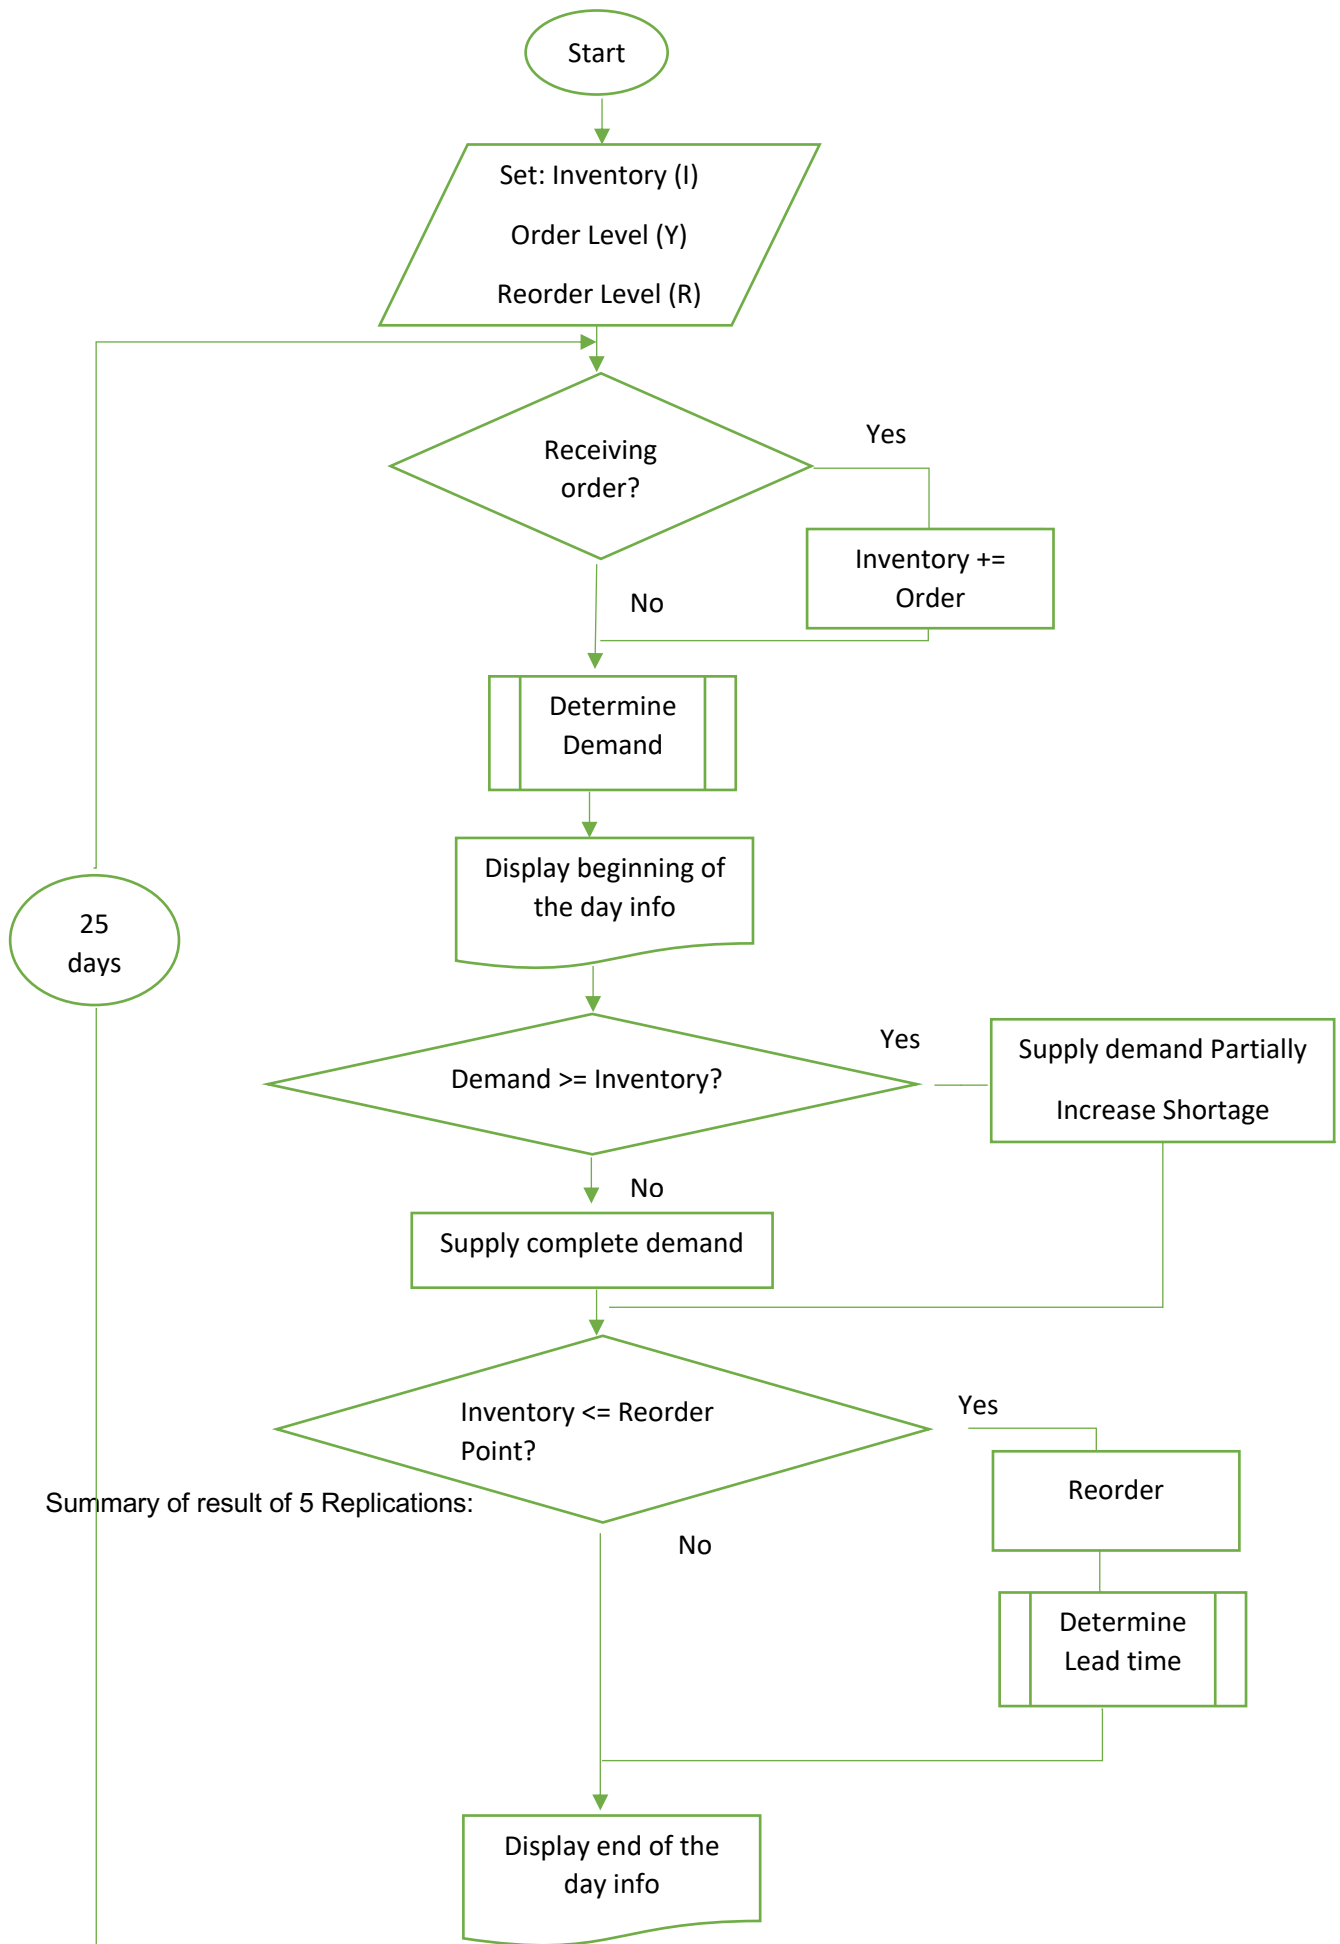 Start
Set: Inventory (I)
Order Level (Y)
Reorder Level (R)
Receiving
order?
Yes
Inventory +=
Order
No
Determine
Demand
Display beginning of
the day info
25
days
Demand >= Inventory?
Yes
Supply demand Partially
Increase Shortage
No
Supply complete demand
Inventory <= Reorder
Point?
Yes
Reorder
Summary of result of 5 Replications:
No
Determine
Lead time
Display end of the
day info